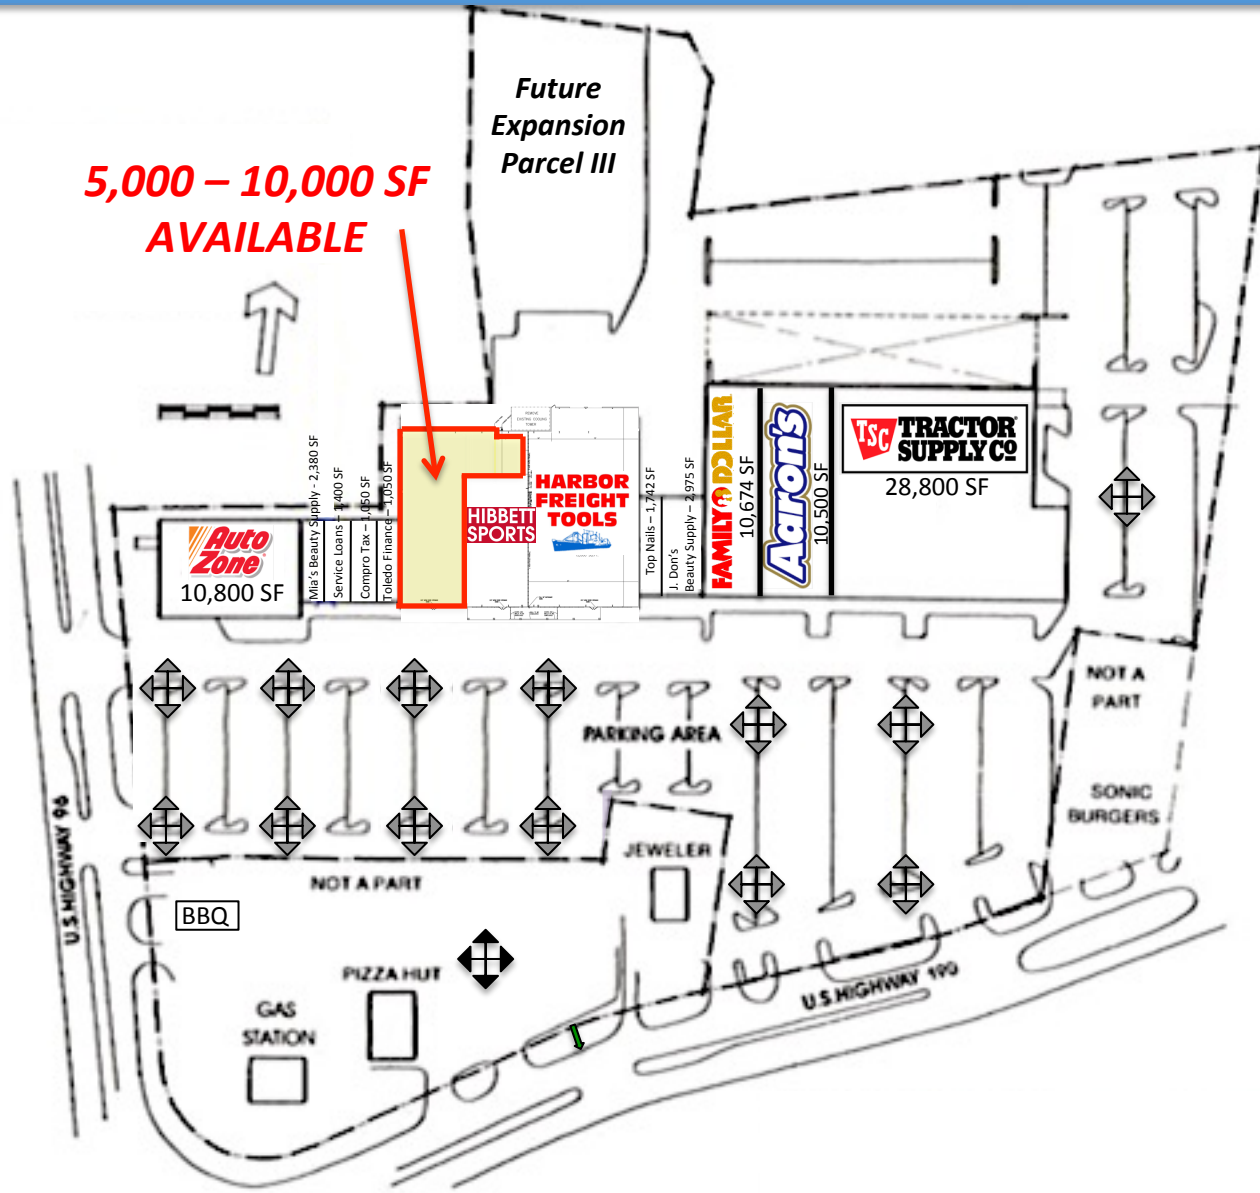 Future
Expansion
Parcel III
5,000 – 10,000 SF
AVAILABLE
Auto
Zone
10,800 SF
Mia's Beauty Supply - 2,380 SF
Service Loans – 1,400 SF
Compro Tax – 1,050 SF
Toledo Finance – 1,050 SF
HIBBETT
SPORTS
HARBOR
FREIGHT
TOOLS
Top Nails – 1,742 SF
J. Don's
Beauty Supply – 2,975 SF
FAMILY DOLLAR
10,674 SF
Aaron's
10,500 SF
TSC TRACTOR
SUPPLY CO
28,800 SF
PARKING AREA
NOT A
PART
SONIC
BURGERS
JEWELER
NOT A PART
BBQ
PIZZA HUT
GAS
STATION
U.S. HIGHWAY 96
U.S. HIGHWAY 190